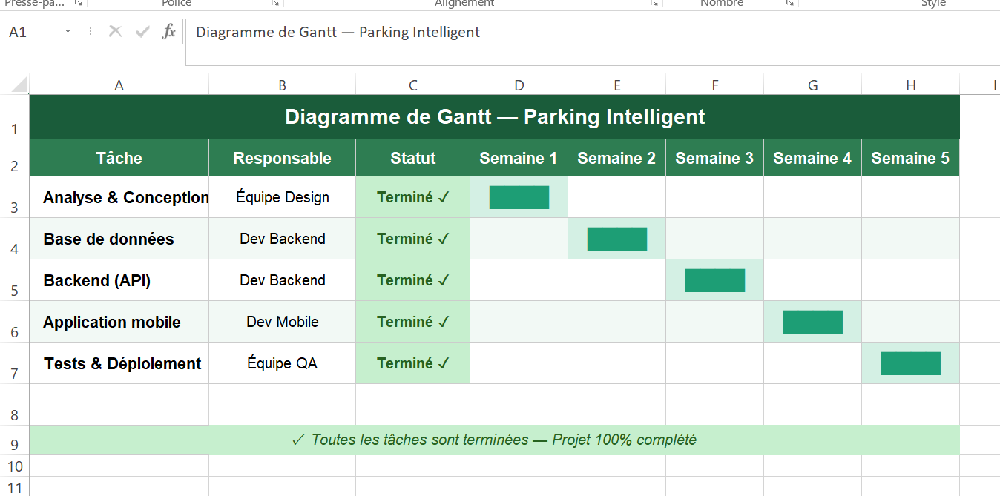 Presse-pa... Police Alignement Nombre Style
A1 fx Diagramme de Gantt — Parking Intelligent
A B C D E F G H I
1 Diagramme de Gantt — Parking Intelligent
2 Tâche Responsable Statut Semaine 1 Semaine 2 Semaine 3 Semaine 4 Semaine 5
3 Analyse & Conception Équipe Design Terminé ✓
4 Base de données Dev Backend Terminé ✓
5 Backend (API) Dev Backend Terminé ✓
6 Application mobile Dev Mobile Terminé ✓
7 Tests & Déploiement Équipe QA Terminé ✓
8
9 ✓ Toutes les tâches sont terminées — Projet 100% complété
10
11